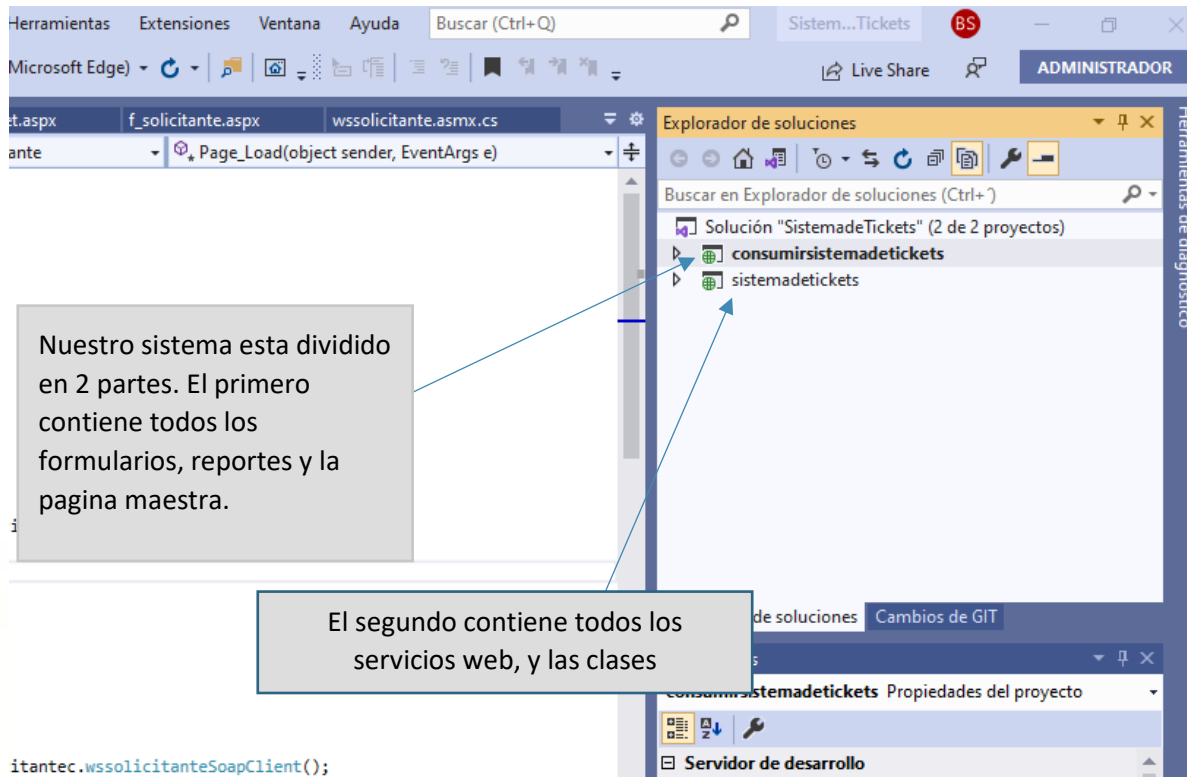 Herramientas Extensiones Ventana Ayuda Buscar (Ctrl+Q) Sistem...Tickets BS
Microsoft Edge) Live Share ADMINISTRADOR
et.aspx f_solicitante.aspx wssolicitante.asmx.cs
ante Page_Load(object sender, EventArgs e)
Explorador de soluciones
Buscar en Explorador de soluciones (Ctrl+´)
Solución "SistemadeTickets" (2 de 2 proyectos)
consumirsistemadetickets
sistemadetickets
Herramientas de diagnóstico
Nuestro sistema esta dividido
en 2 partes. El primero
contiene todos los
formularios, reportes y la
pagina maestra.
El segundo contiene todos los
servicios web, y las clases
de soluciones Cambios de GIT
consumirsistemadetickets Propiedades del proyecto
Servidor de desarrollo
itantec.wssolicitanteSoapClient();